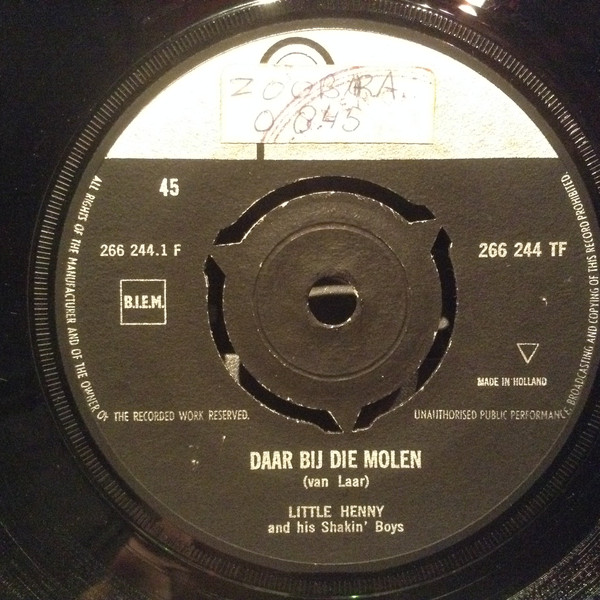 ZOOBARA.
0 845
45
266 244.1 F
266 244 TF
B.I.E.M.
MADE IN HOLLAND
ALL RIGHTS OF THE MANUFACTURER AND OF THE OWNER OF THE RECORDED WORK RESERVED.
UNAUTHORISED PUBLIC PERFORMANCE, BROADCASTING AND COPYING OF THIS RECORD PROHIBITED.
DAAR BIJ DIE MOLEN
(van Laar)
LITTLE HENNY
and his Shakin' Boys